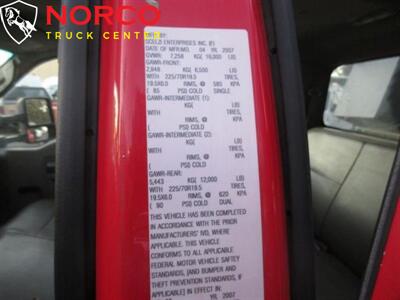 NORCO
TRUCK CENTER
MFD. BY:
SCELZI ENTERPRISES INC. (F)
DATE OF MFR./MO. 04 YR. 2007
GVWR: 7,258 KG( 16,000 LB)
GAWR-FRONT:
2,948 KG( 6,500 LB)
WITH 225/70R19.5 TIRES,
19.5X6.0 RIMS, @ 585 KPA
( 85 PSI) COLD SINGLE
GAWR-INTERMEDIATE (1):
KG( LB)
WITH TIRES,
RIMS, @ KPA
( PSI) COLD
GAWR-INTERMEDIATE (2):
KG( LB)
WITH TIRES,
RIMS, @ KPA
( PSI) COLD
GAWR-REAR:
5,443 KG( 12,000 LB)
WITH 225/70R19.5 TIRES,
19.5X6.0 RIMS, @ 620 KPA
( 90 PSI) COLD DUAL
THIS VEHICLE HAS BEEN COMPLETED
IN ACCORDANCE WITH THE PRIOR
MANUFACTURERS' IVD, WHERE
APPLICABLE. THIS VEHICLE
CONFORMS TO ALL APPLICABLE
FEDERAL MOTOR VEHICLE SAFTEY
STANDARDS, [AND BUMPER AND
THEFT PREVENTION STANDARDS, IF
APPLICABLE] IN EFFECT IN:
YR. 2007